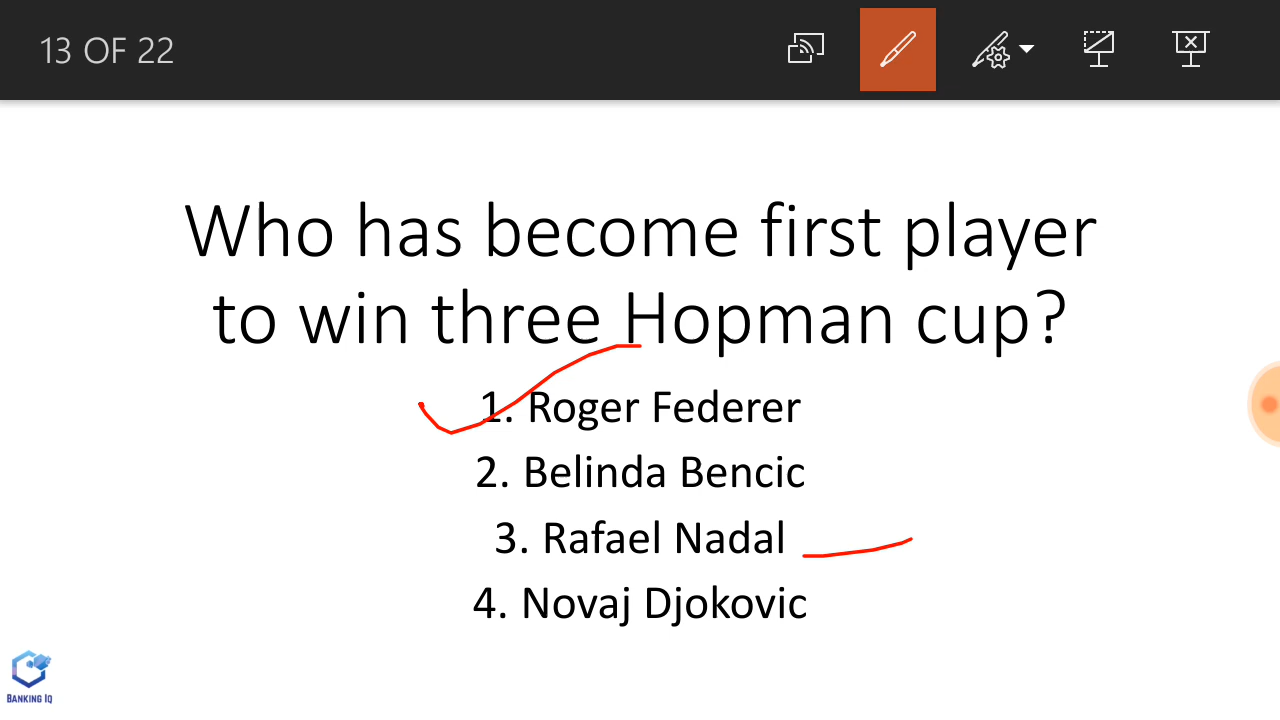 13 OF 22
Who has become first player
to win three Hopman cup?
1. Roger Federer
2. Belinda Bencic
3. Rafael Nadal
4. Novaj Djokovic
BANKING IQ